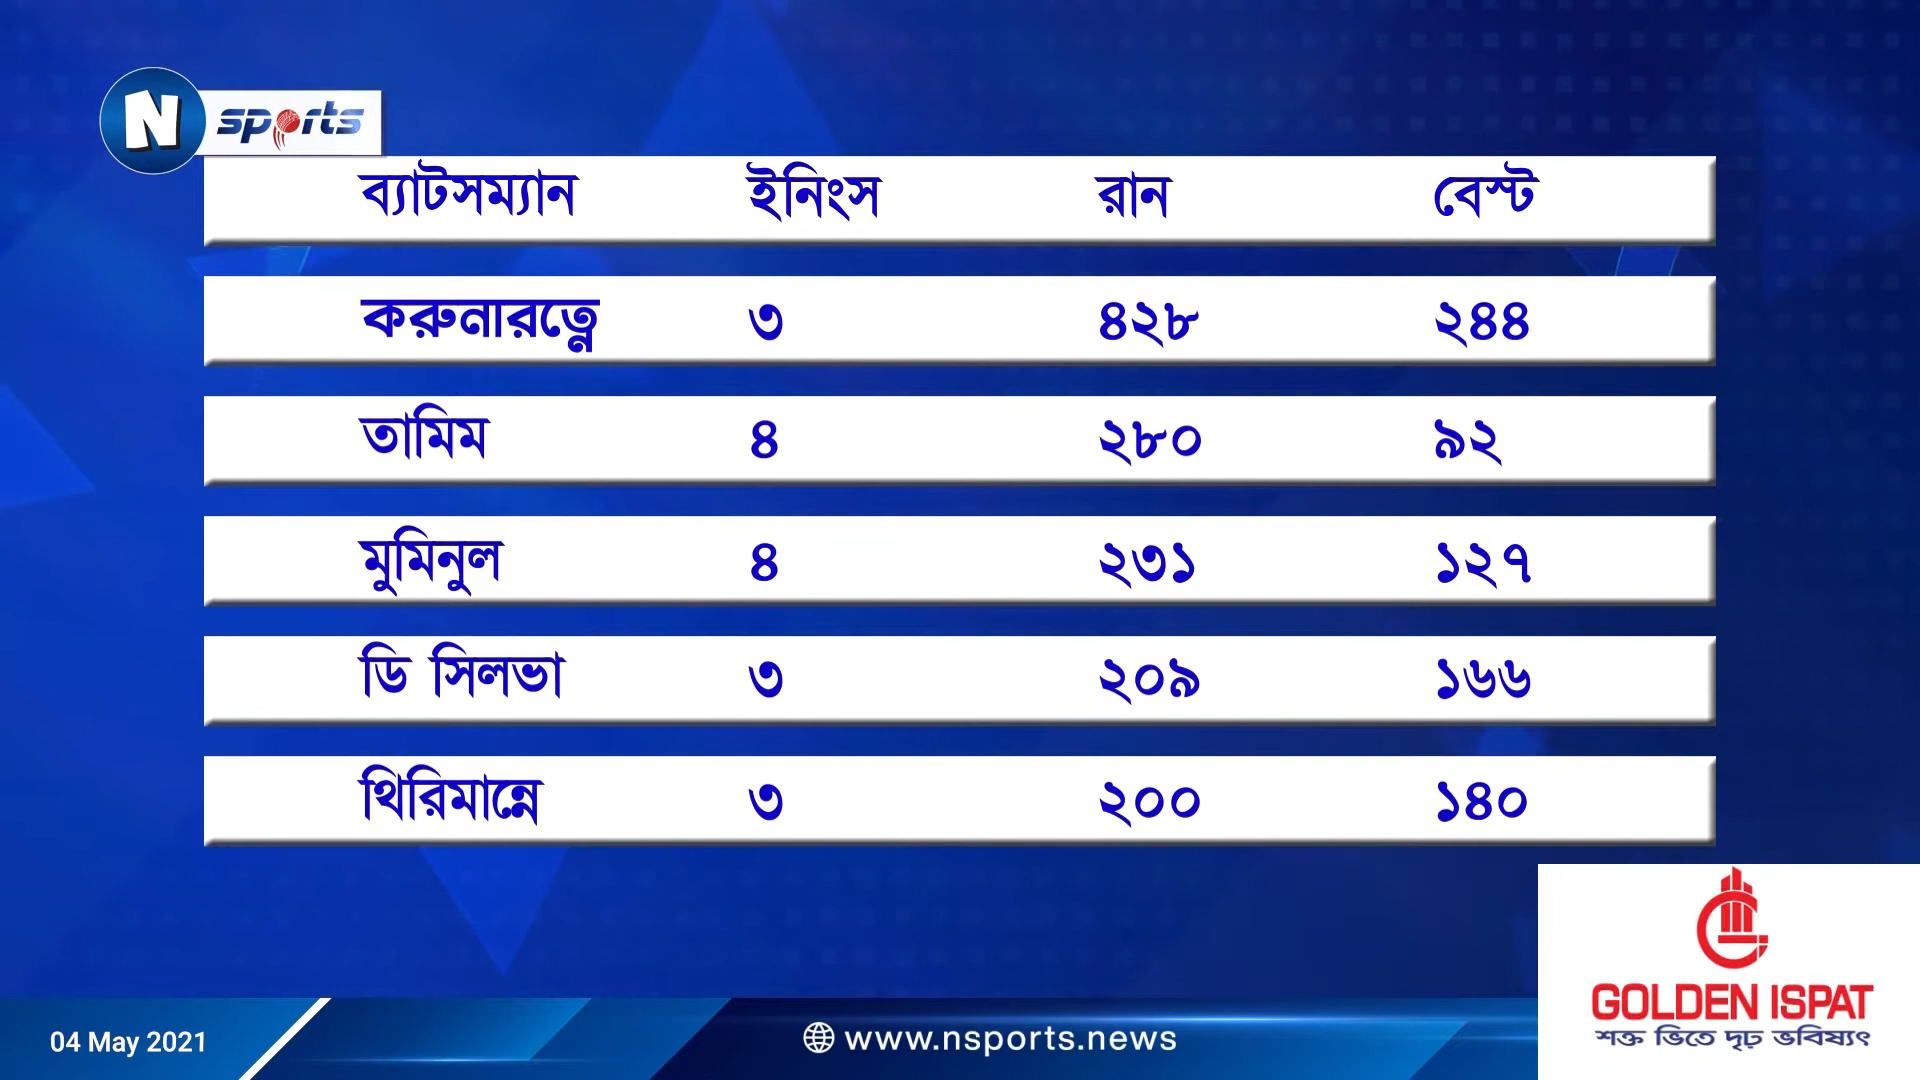 N sports
ব্যাটসম্যান ইনিংস রান বেস্ট
করুনারত্নে ৩ ৪২৮ ২৪৪
তামিম ৪ ২৮০ ৯২
মুমিনুল ৪ ২৩১ ১২৭
ডি সিলভা ৩ ২০৯ ১৬৬
থিরিমান্নে ৩ ২০০ ১৪০
GOLDEN ISPAT
শক্ত ভিতে দৃঢ় ভবিষ্যৎ
04 May 2021 www.nsports.news